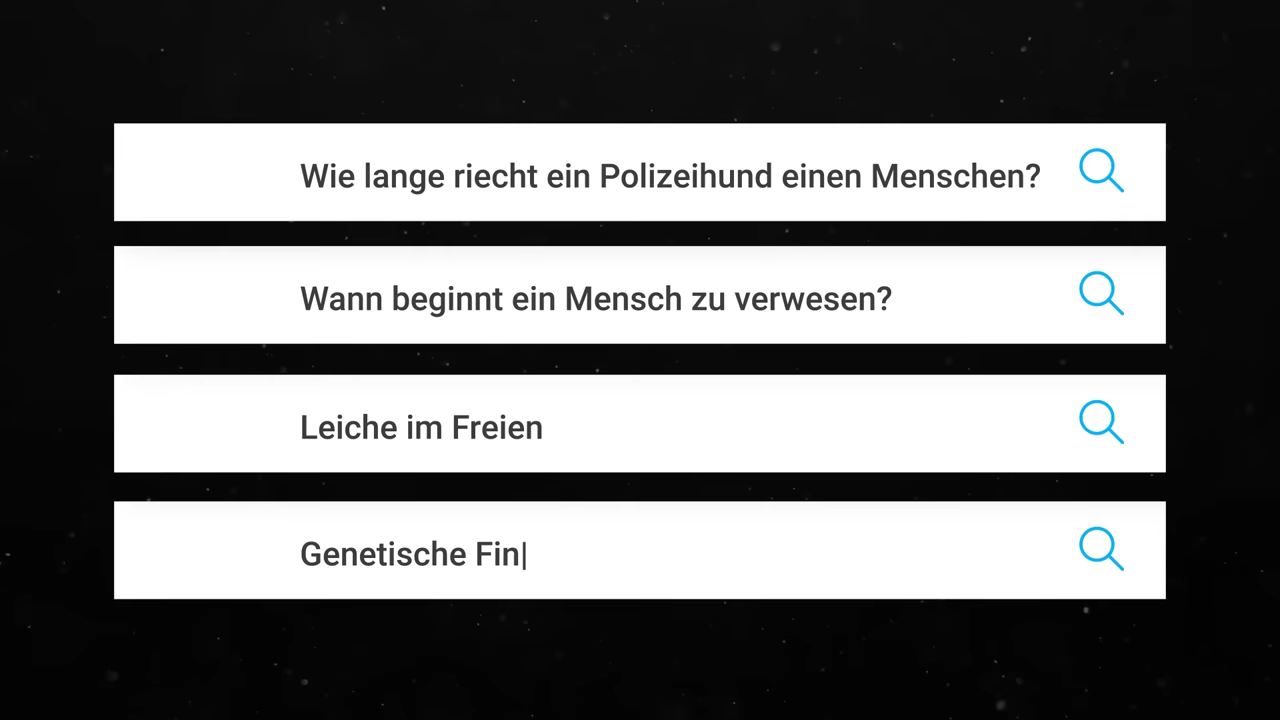 Wie lange riecht ein Polizeihund einen Menschen?
Wann beginnt ein Mensch zu verwesen?
Leiche im Freien
Genetische Fin|